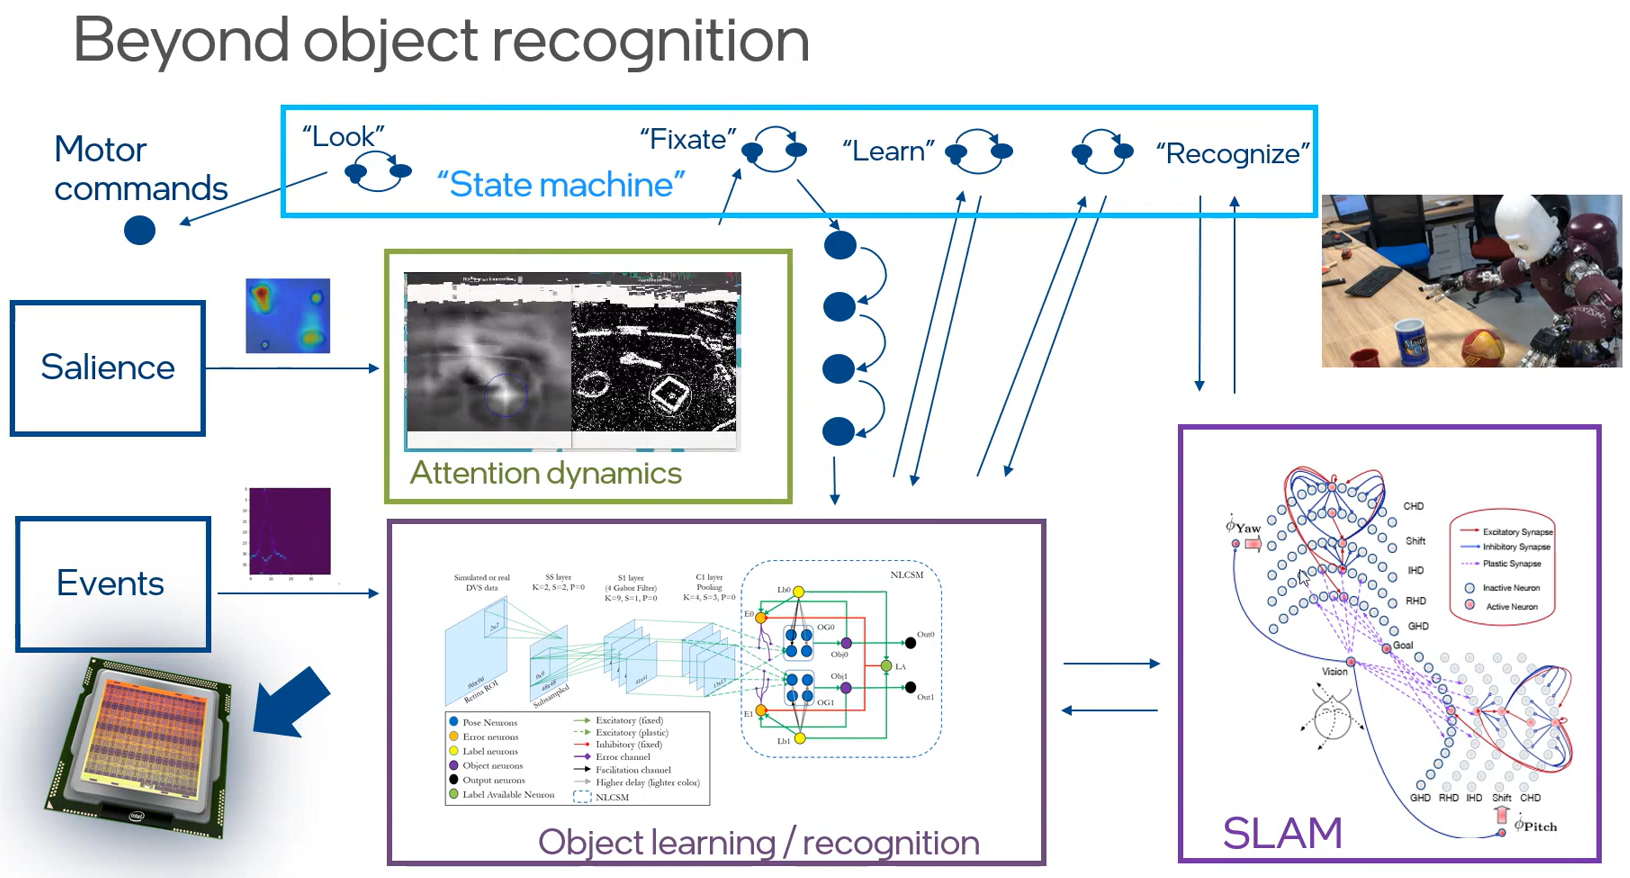 Beyond object recognition
Motor
commands
“Look”
“State machine”
“Fixate”
“Learn”
“Recognize”
Salience
Attention dynamics
Events
Simulated or real
DVS data
SS layer
K=2, S=2, P=0
S1 layer
(4 Gabor Filter)
K=9, S=1, P=0
C1 layer
Pooling
K=4, S=3, P=0
NLCSM
Retina ROI
Subsampled
Lb0
E0
OG0
Obj0
Out0
LA
Obj1
Out1
OG1
E1
Lb1
Pose Neurons
Error neurons
Label neurons
Object neurons
Output neurons
Label Available Neuron
Excitatory (fixed)
Excitatory (plastic)
Inhibitory (fixed)
Error channel
Facilitation channel
Higher delay (lighter color)
NLCSM
Object learning / recognition
intel
CHD
Shift
IHD
RHD
GHD
Goal
Vision
ϕ̇Yaw
Excitatory Synapse
Inhibitory Synapse
Plastic Synapse
Inactive Neuron
Active Neuron
GHD RHD IHD Shift CHD
ϕ̇Pitch
SLAM